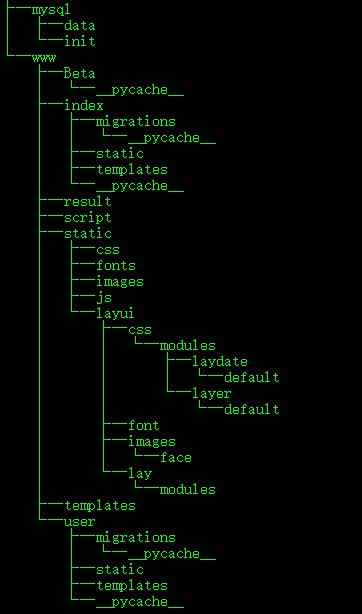 mysql
data
init
www
Beta
__pycache__
index
migrations
__pycache__
static
templates
__pycache__
result
script
static
css
fonts
images
js
layui
css
modules
laydate
default
layer
default
font
images
face
lay
modules
templates
user
migrations
__pycache__
static
templates
__pycache__